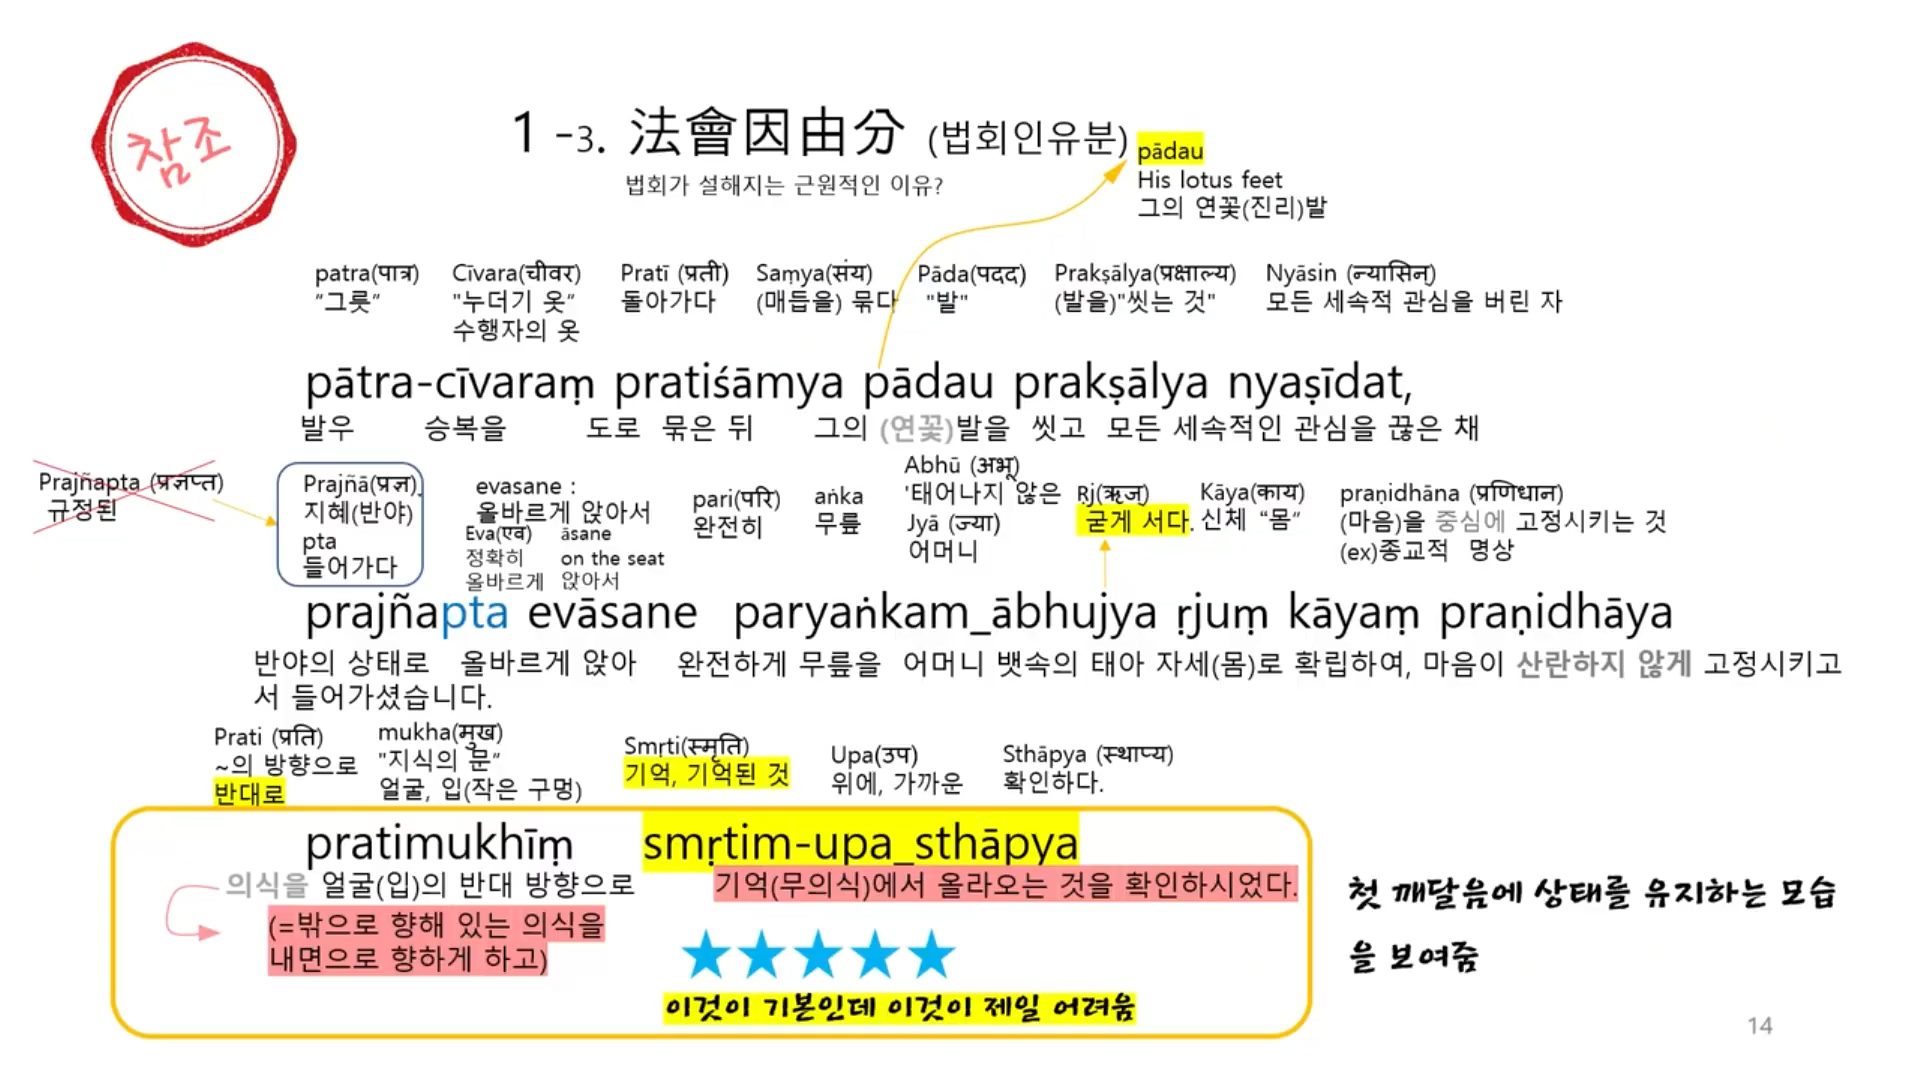 참조
1 -3. 法會因由分 (법회인유분)
법회가 설해지는 근원적인 이유?
pādau
His lotus feet
그의 연꽃(진리)발
patra(पात्र)
"그릇"
Cīvara(चीवर)
"누더기 옷"
수행자의 옷
Pratī (प्रती)
돌아가다
Saṃya(संय)
(매듭을) 묶다
Pāda(पदद)
"발"
Prakṣālya(प्रक्षाल्य)
(발을)"씻는 것"
Nyāsin (न्यासिन्)
모든 세속적 관심을 버린 자
pātra-cīvaraṃ pratiśāmya pādau prakṣālya nyaṣīdat,
발우 승복을 도로 묶은 뒤 그의 (연꽃)발을 씻고 모든 세속적인 관심을 끊은 채
Prajñapta (प्रज्ञप्त)
규정된
Prajñā(प्रज्ञ),
지혜(반야)
pta
들어가다
evasane :
올바르게 앉아서
Eva(एव)
정확히
올바르게
āsane
on the seat
앉아서
pari(परि)
완전히
aṅka
무릎
Abhū (अभू)
'태어나지 않은
Jyā (ज्या)
어머니
Ṛj(ऋज्)
굳게 서다.
Kāya(काय)
신체 "몸"
praṇidhāna (प्रणिधान)
(마음)을 중심에 고정시키는 것
(ex)종교적 명상
prajñapta evāsane paryaṅkam_ābhujya ṛjuṃ kāyaṃ praṇidhāya
반야의 상태로 올바르게 앉아 완전하게 무릎을 어머니 뱃속의 태아 자세(몸)로 확립하여, 마음이 산란하지 않게 고정시키고
서 들어가셨습니다.
Prati (प्रति)
~의 방향으로
반대로
mukha(मुख)
"지식의 문"
얼굴, 입(작은 구멍)
Smṛti(स्मृति)
기억, 기억된 것
Upa(उप)
위에, 가까운
Sthāpya (स्थाप्य)
확인하다.
pratimukhīṃ smṛtim-upa_sthāpya
의식을 얼굴(입)의 반대 방향으로
기억(무의식)에서 올라오는 것을 확인하시었다.
(=밖으로 향해 있는 의식을
내면으로 향하게 하고)
이것이 기본인데 이것이 제일 어려움
첫 깨달음에 상태를 유지하는 모습
을 보여줌
14